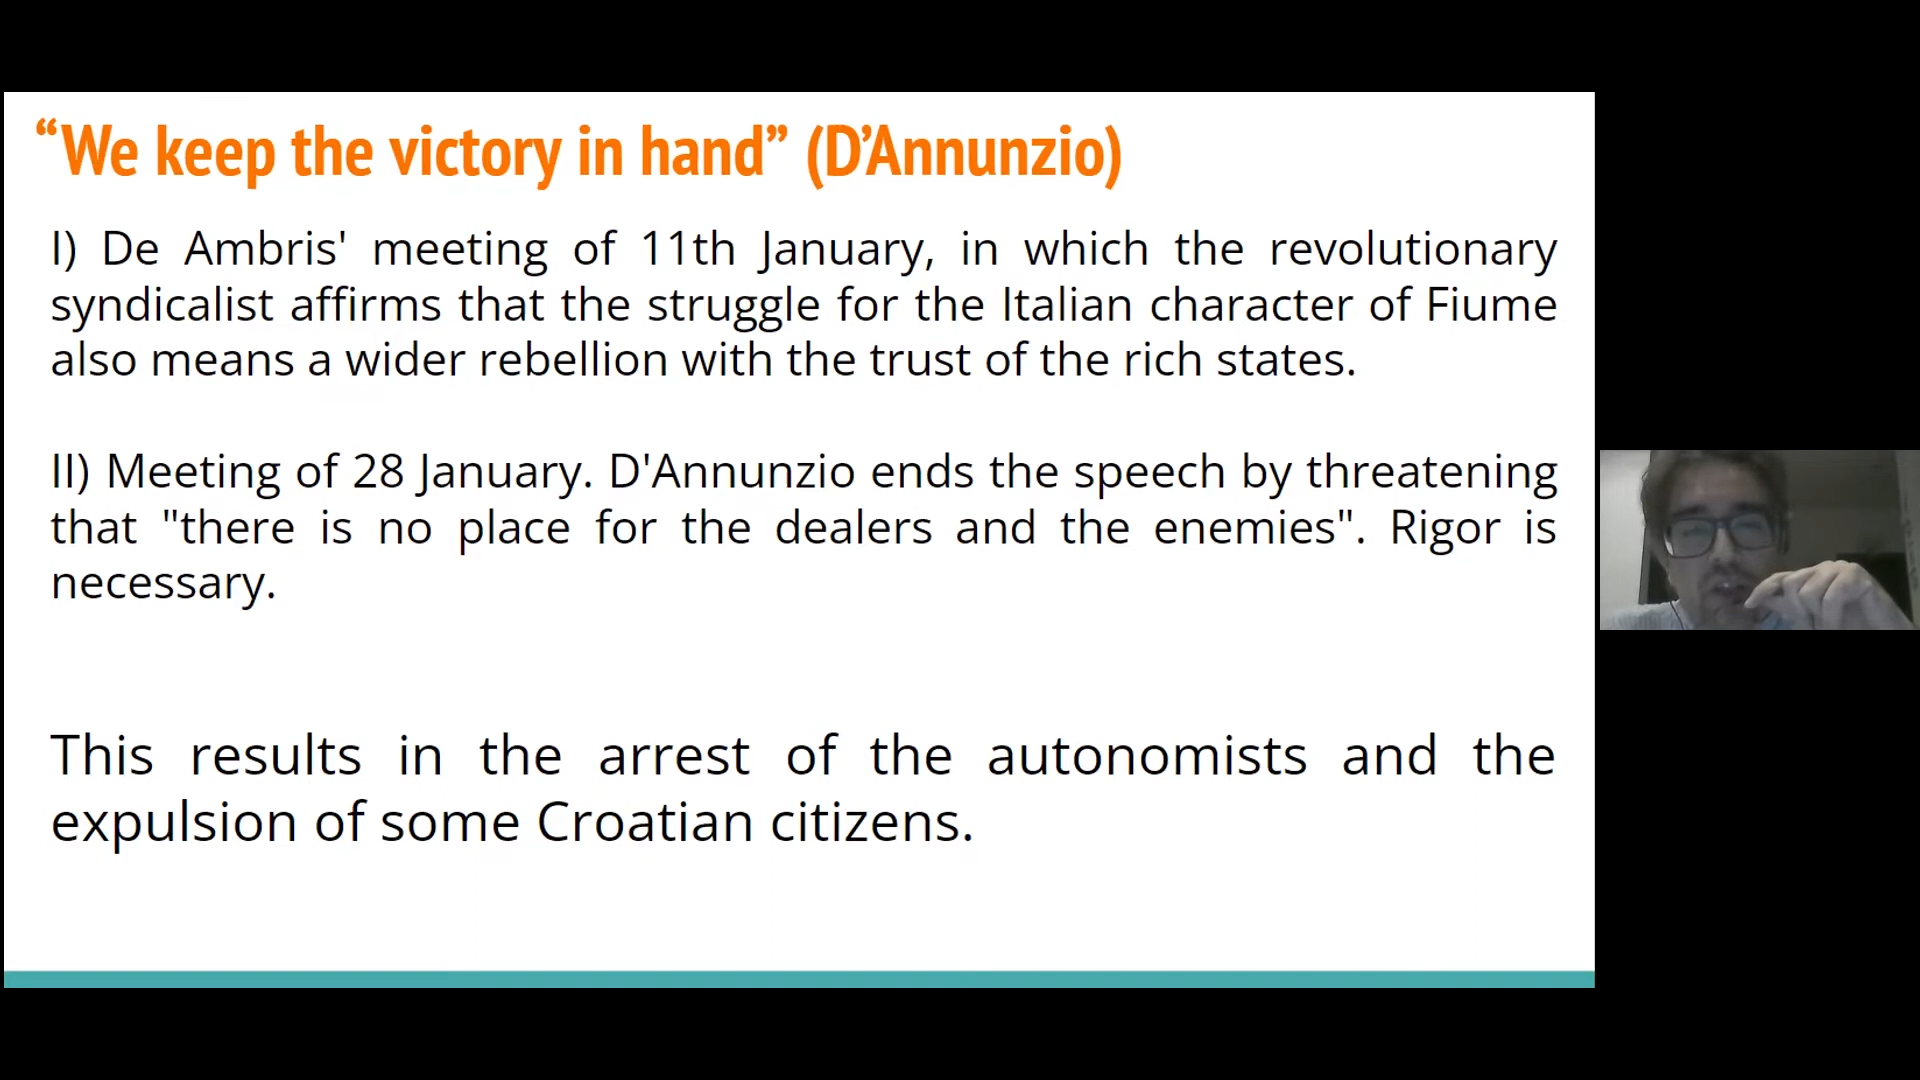 “We keep the victory in hand” (D’Annunzio)
I) De Ambris' meeting of 11th January, in which the revolutionary
syndicalist affirms that the struggle for the Italian character of Fiume
also means a wider rebellion with the trust of the rich states.
II) Meeting of 28 January. D'Annunzio ends the speech by threatening
that "there is no place for the dealers and the enemies". Rigor is
necessary.
This results in the arrest of the autonomists and the
expulsion of some Croatian citizens.